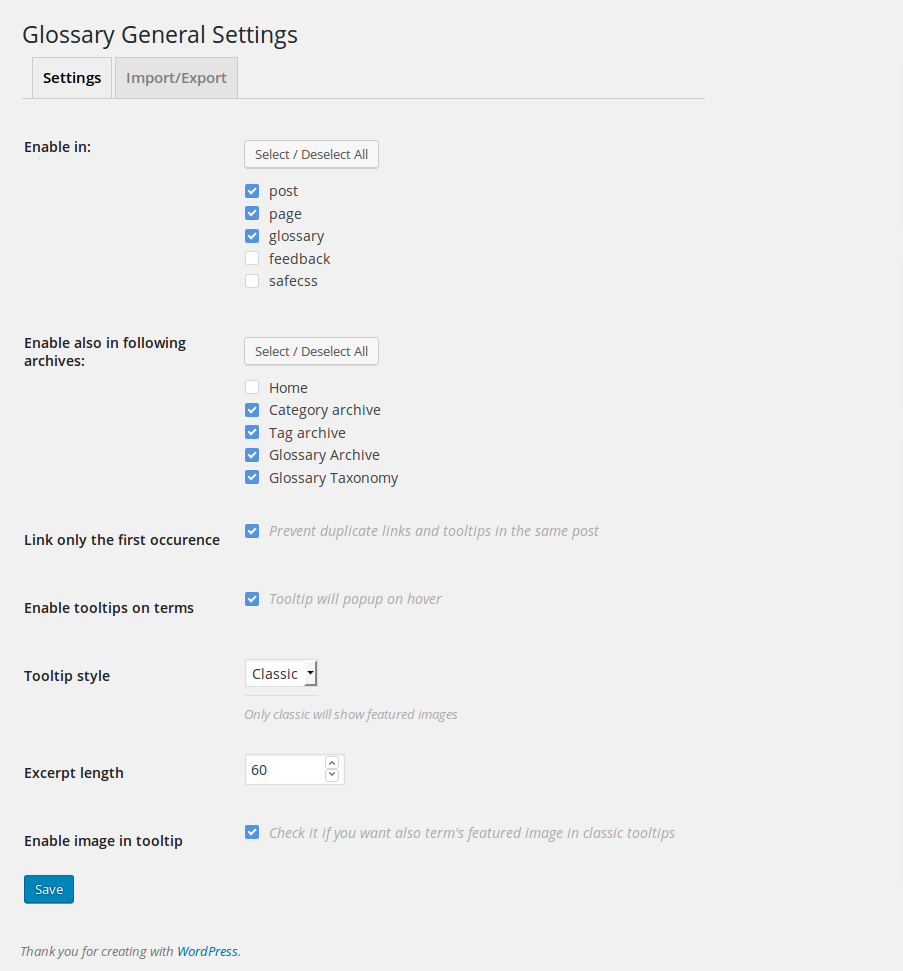 Glossary General Settings
Settings
Import/Export
Enable in:
Select / Deselect All
post
page
glossary
feedback
safecss
Enable also in following
archives:
Select / Deselect All
Home
Category archive
Tag archive
Glossary Archive
Glossary Taxonomy
Link only the first occurence
Prevent duplicate links and tooltips in the same post
Enable tooltips on terms
Tooltip will popup on hover
Tooltip style
Classic
Only classic will show featured images
Excerpt length
60
Enable image in tooltip
Check it if you want also term's featured image in classic tooltips
Save
Thank you for creating with WordPress.